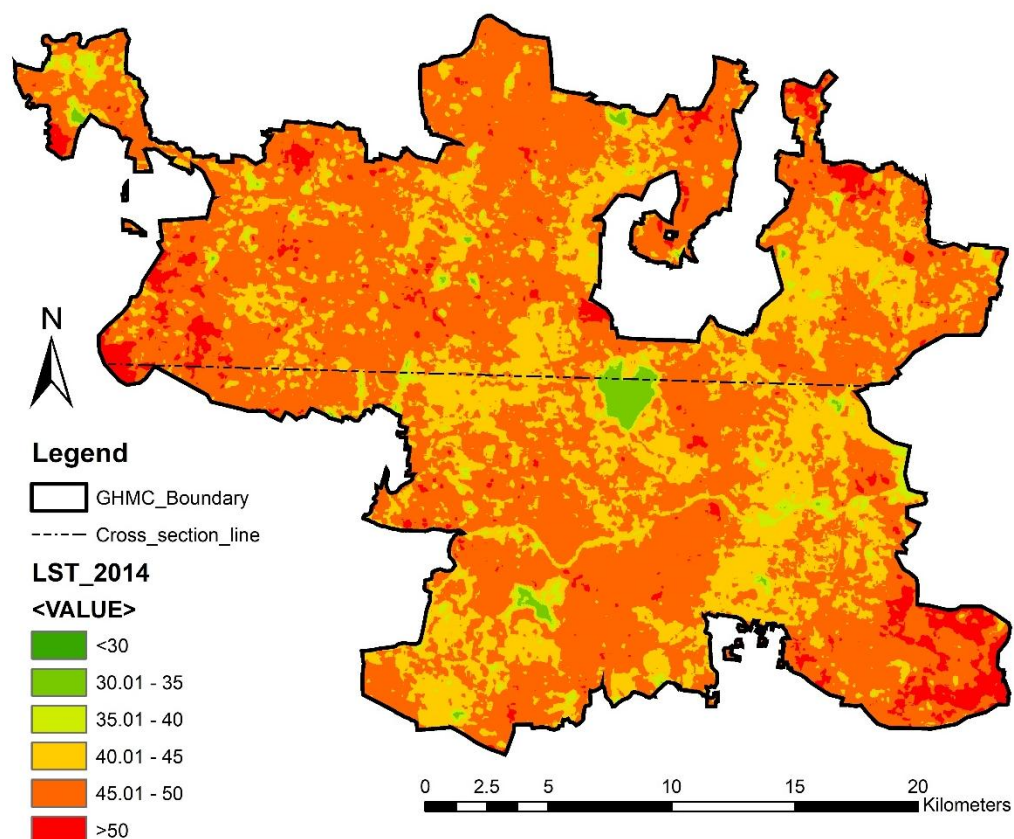 N
Legend
GHMC_Boundary
Cross_section_line
LST_2014
<VALUE>
<30
30.01 - 35
35.01 - 40
40.01 - 45
45.01 - 50
>50
0 2.5 5 10 15 20
Kilometers